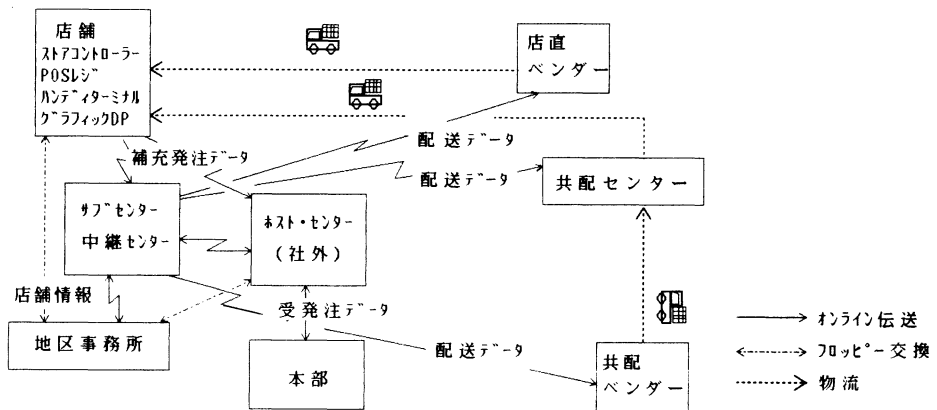 店舗
ｽﾄｱｺﾝﾄﾛｰﾗｰ
POSﾚｼﾞ
ﾊﾝﾃﾞｨﾀｰﾐﾅﾙ
ｸﾞﾗﾌｨｯｸDP
店直
ベンダー
配送ﾃﾞｰﾀ
補充発注ﾃﾞｰﾀ
配送ﾃﾞｰﾀ
共配センター
ｻﾌﾞｾﾝﾀｰ
中継ｾﾝﾀｰ
ﾎｽﾄ・ｾﾝﾀｰ
(社外)
店舗情報
受発注ﾃﾞｰﾀ
地区事務所
本部
配送ﾃﾞｰﾀ
共配
ベンダー
ｵﾝﾗｲﾝ伝送
ﾌﾛｯﾋﾟｰ交換
物流